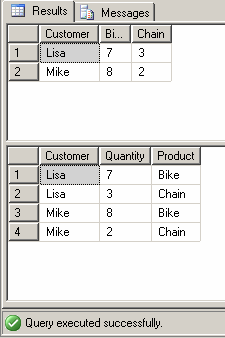 Results Messages
Customer Bi... Chain
1 Lisa 7 3
2 Mike 8 2
Customer Quantity Product
1 Lisa 7 Bike
2 Lisa 3 Chain
3 Mike 8 Bike
4 Mike 2 Chain
Query executed successfully.